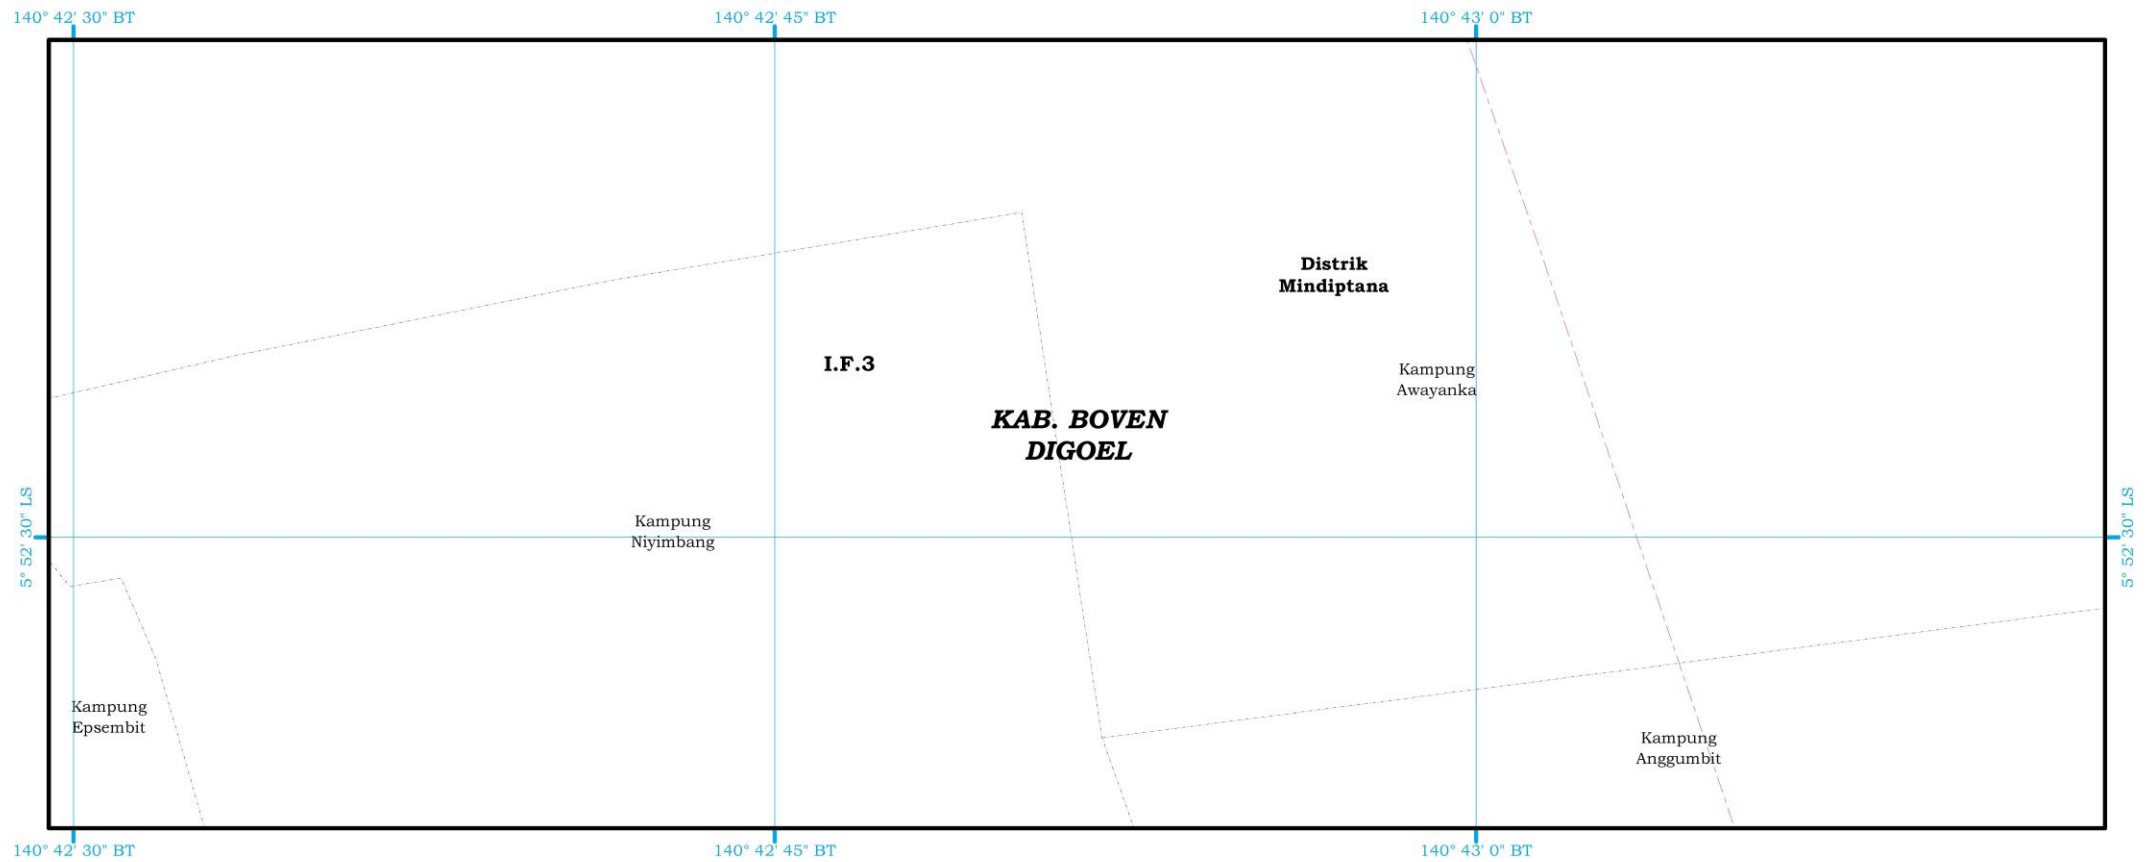 140° 42' 30" BT
140° 42' 45" BT
140° 43' 0" BT
Distrik
Mindiptana
I.F.3
Kampung
Awayanka
KAB. BOVEN
DIGOEL
5° 52' 30" LS
Kampung
Niyimbang
5° 52' 30" LS
Kampung
Epsembit
Kampung
Anggumbit
140° 42' 30" BT
140° 42' 45" BT
140° 43' 0" BT